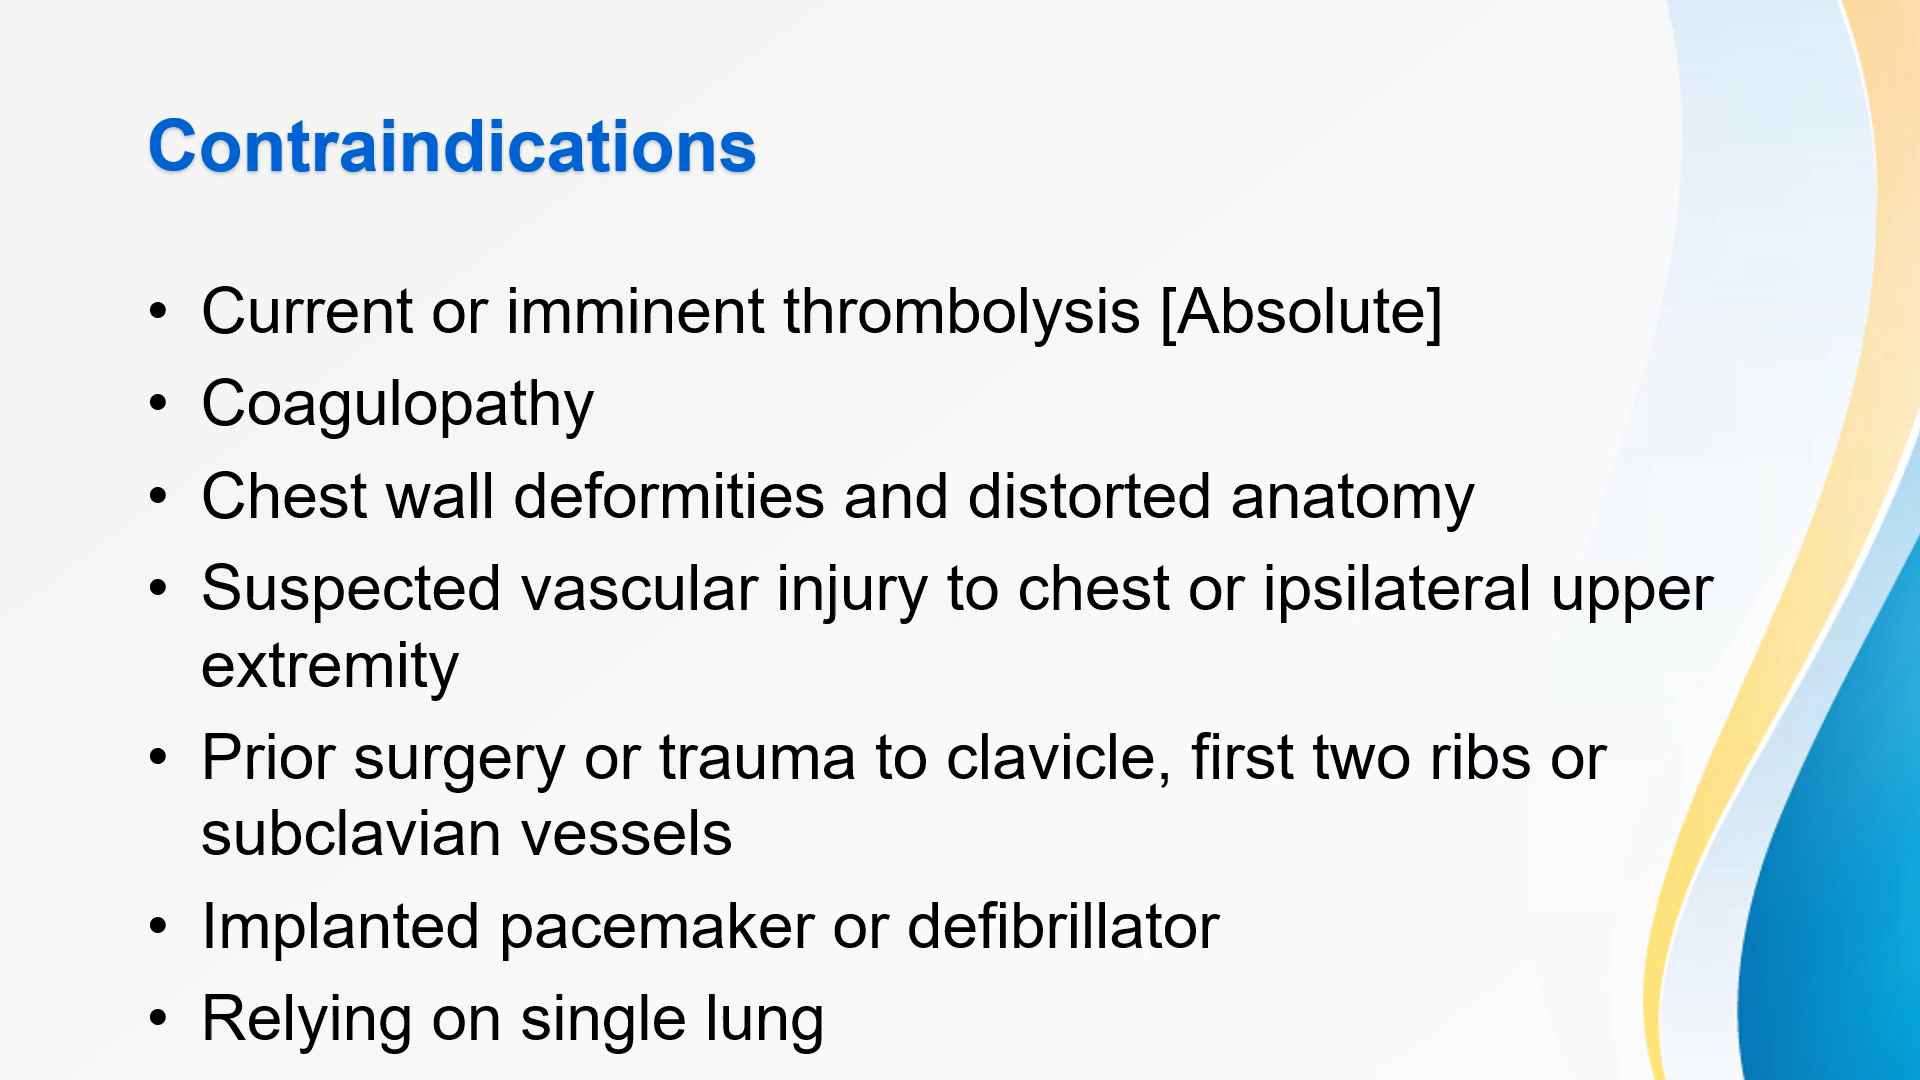 Contraindications
• Current or imminent thrombolysis [Absolute]
• Coagulopathy
• Chest wall deformities and distorted anatomy
• Suspected vascular injury to chest or ipsilateral upper
extremity
• Prior surgery or trauma to clavicle, first two ribs or
subclavian vessels
• Implanted pacemaker or defibrillator
• Relying on single lung